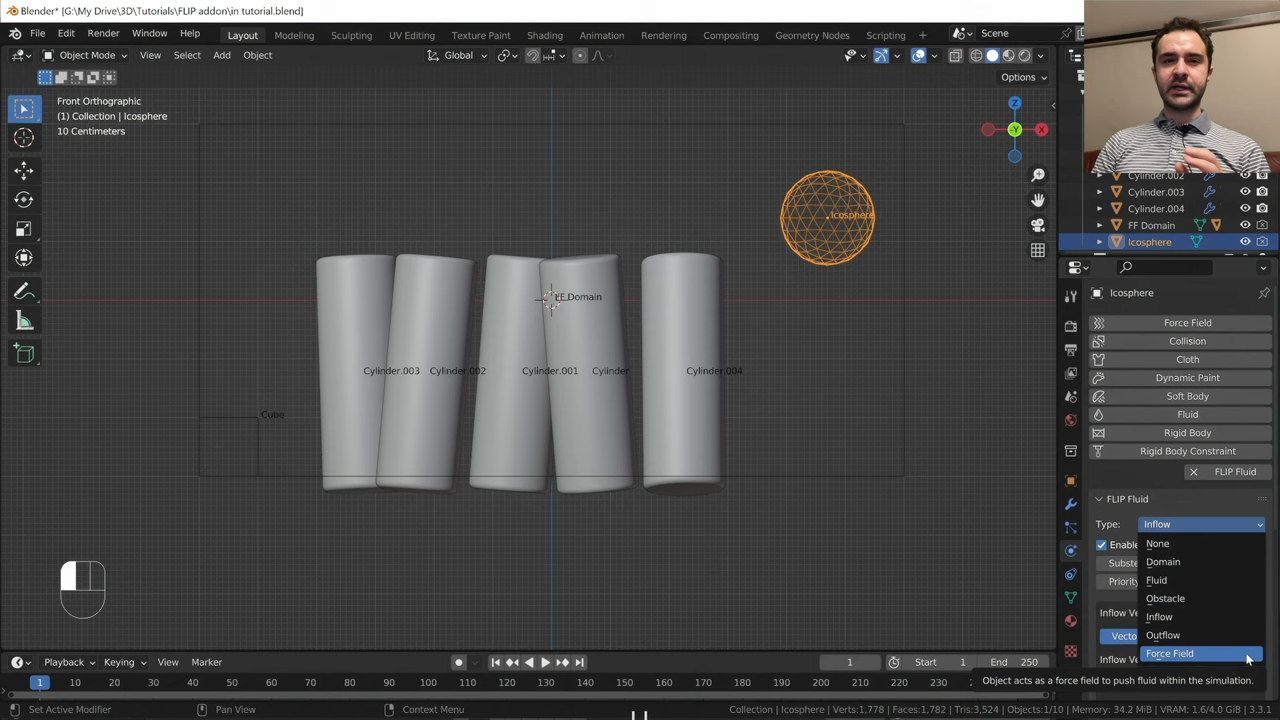 Blender* [G:\My Drive\3D\Tutorials\FLIP addon\in tutorial.blend]
File Edit Render Window Help Layout Modeling Sculpting UV Editing Texture Paint Shading Animation Rendering Compositing Geometry Nodes Scripting Scene
Object Mode View Select Add Object Global
Options
Front Orthographic
(1) Collection | Icosphere
10 Centimeters
Z
-Y
X
Icosphere
FF Domain
Cylinder.003 Cylinder.002 Cylinder.001 Cylinder Cylinder.004
Cube
Cylinder.002
Cylinder.003
Cylinder.004
FF Domain
Icosphere
Icosphere
Force Field
Collision
Cloth
Dynamic Paint
Soft Body
Fluid
Rigid Body
Rigid Body Constraint
FLIP Fluid
FLIP Fluid
Type: Inflow
Enable
Subste
Priority
Inflow Ve
Vecto
Inflow Ve
None
Domain
Fluid
Obstacle
Inflow
Outflow
Force Field
Object acts as a force field to push fluid within the simulation.
Playback Keying View Marker 1 Start 1 End 250
1 10 20 30 40 50 60 70 80 90 100 110 120 130 140 150 160 170 180 190 200 210 220 230
Set Active Modifier Pan View Context Menu Collection | Icosphere | Verts:1,778 | Faces:1,782 | Tris:3,524 | Objects:1/10 | Memory: 34.2 MiB | VRAM: 1.6/4.0 GiB | 3.3.1